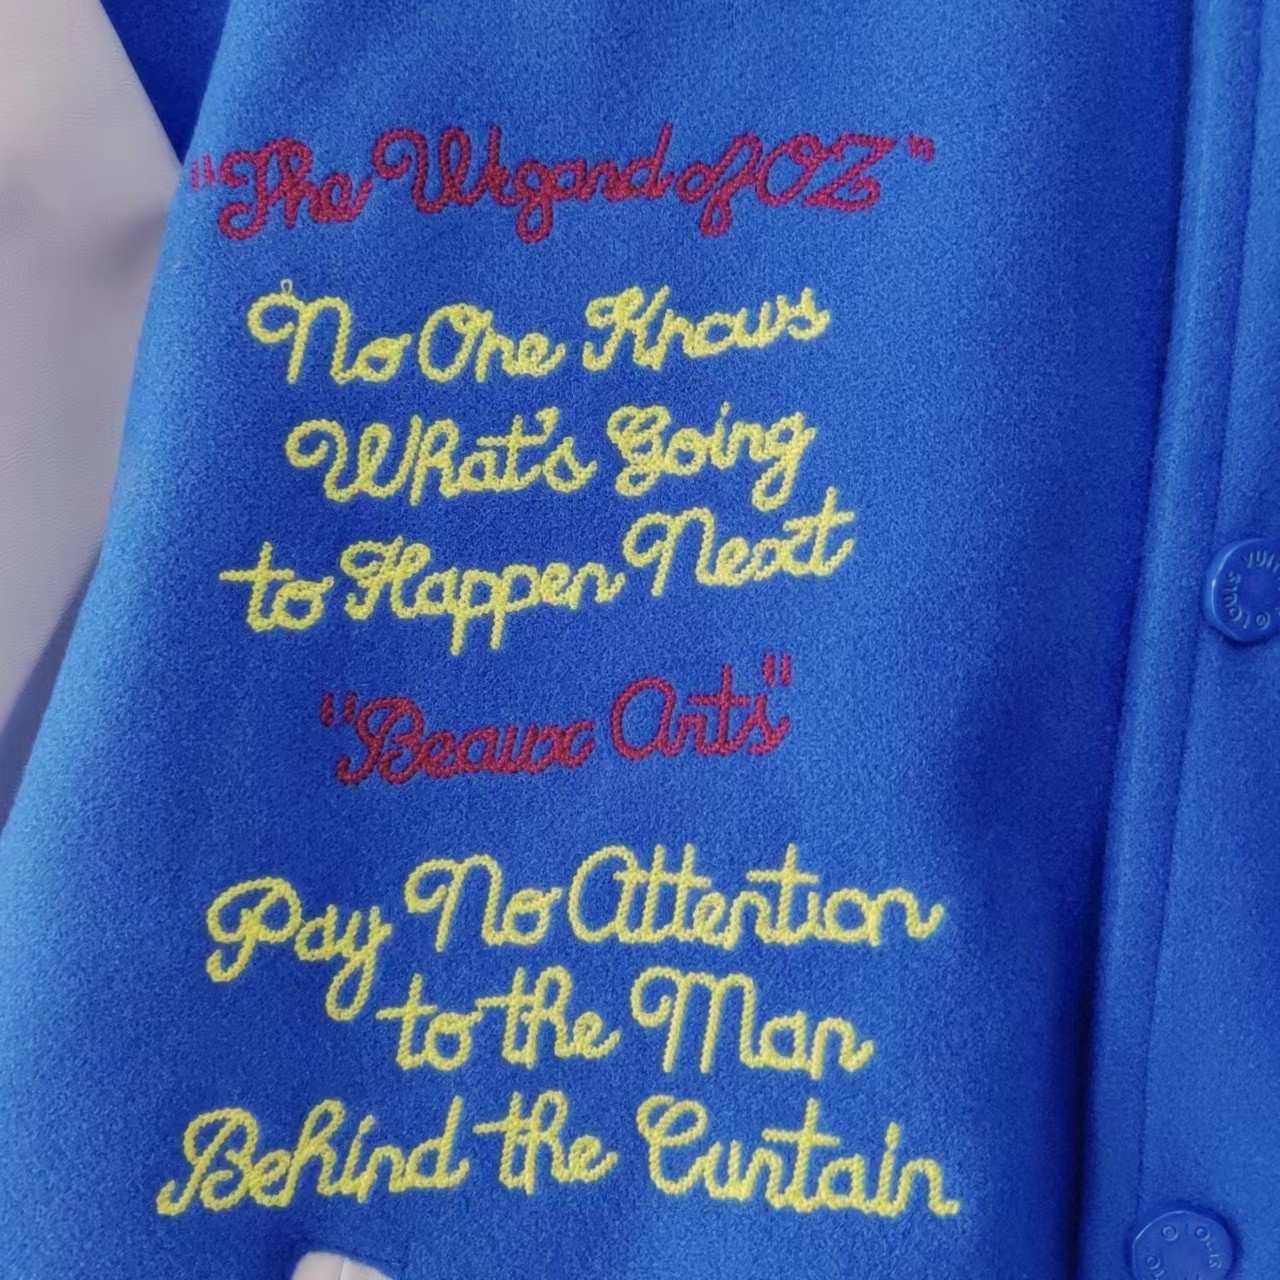 "The Wigand of OZ"
No One Knows
What's Going
to Happen Next
"Beaux Arts"
Pay No Attention
to the Man
Behind the Curtain